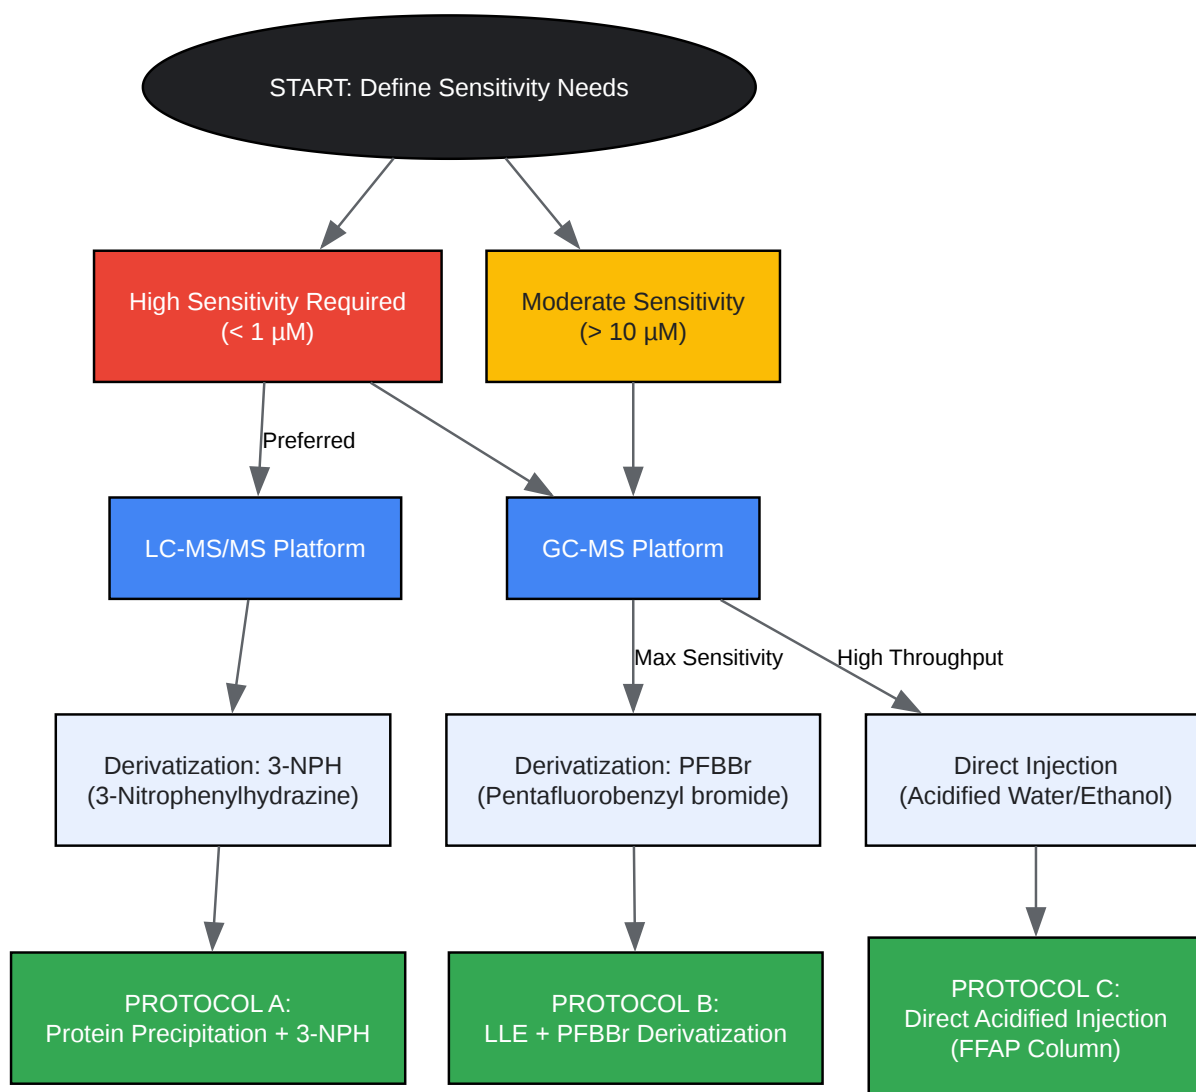 START: Define Sensitivity Needs
High Sensitivity Required
(< 1 µM)
Moderate Sensitivity
(> 10 µM)
Preferred
LC-MS/MS Platform
GC-MS Platform
Max Sensitivity
High Throughput
Derivatization: 3-NPH
(3-Nitrophenylhydrazine)
Derivatization: PFBBr
(Pentafluorobenzyl bromide)
Direct Injection
(Acidified Water/Ethanol)
PROTOCOL A:
Protein Precipitation + 3-NPH
PROTOCOL B:
LLE + PFBBr Derivatization
PROTOCOL C:
Direct Acidified Injection
(FFAP Column)